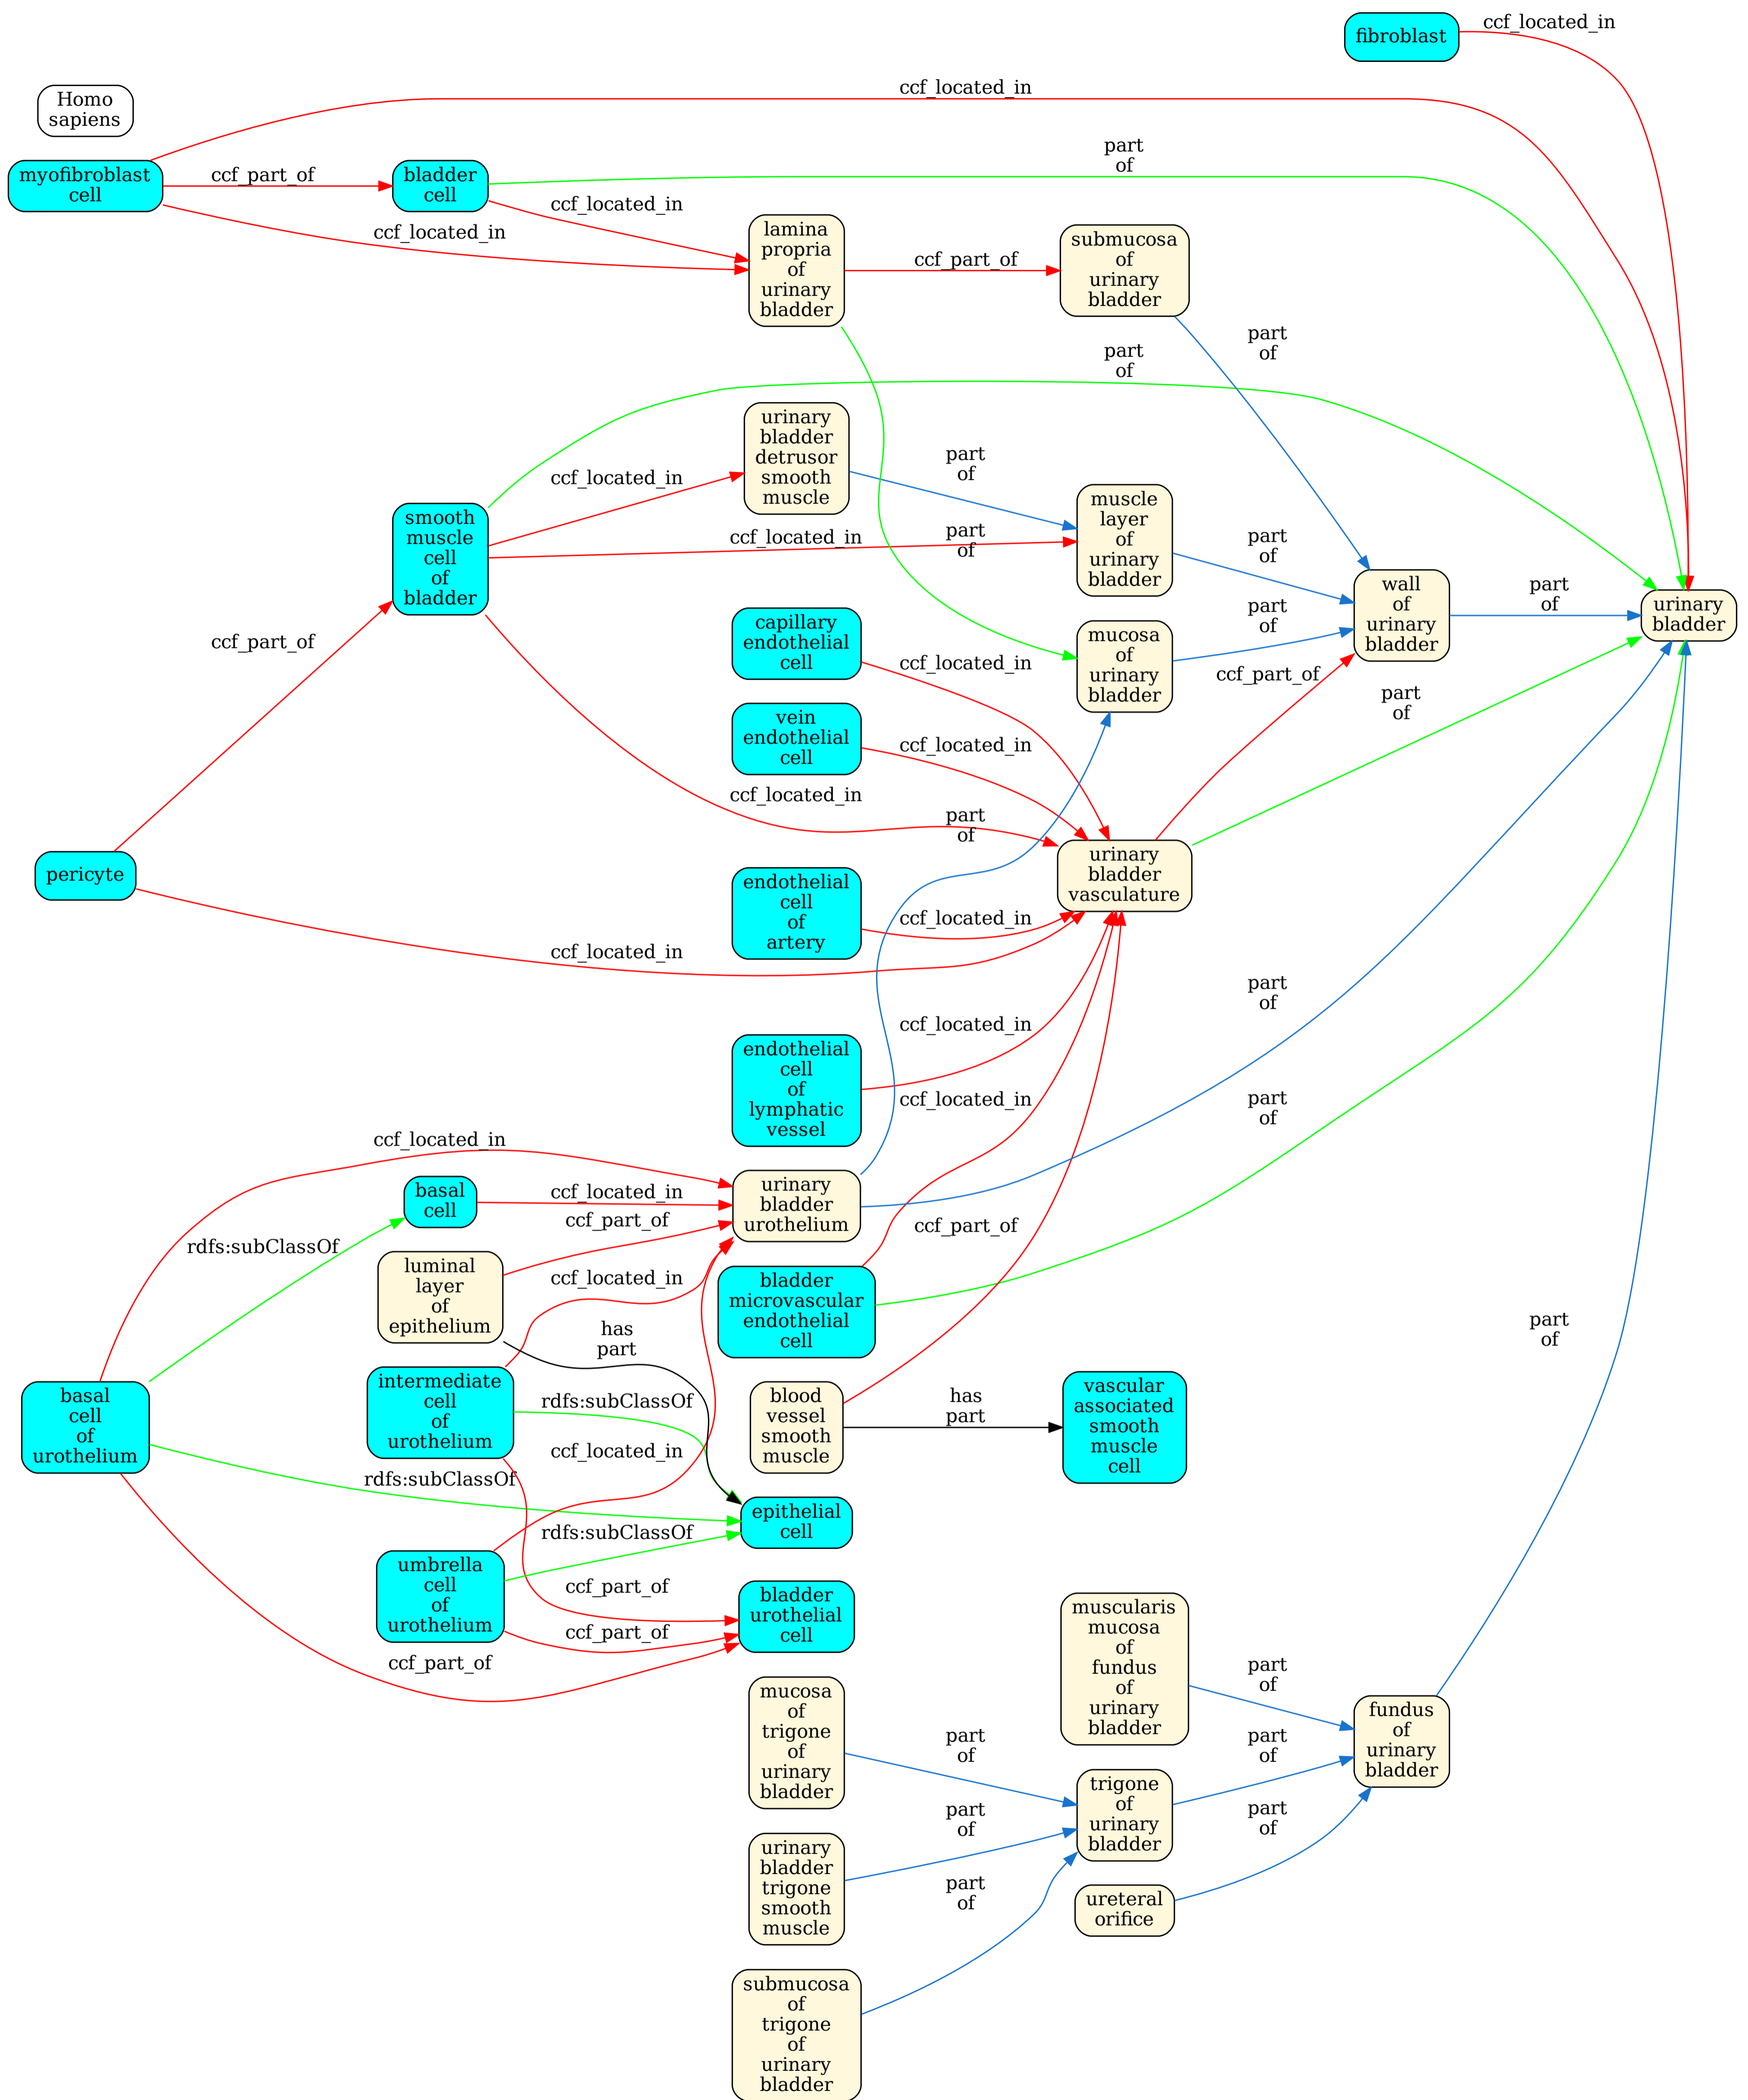 fibroblast
ccf_located_in
Homo
sapiens
ccf_located_in
myofibroblast
cell
ccf_part_of
bladder
cell
part
of
ccf_located_in
ccf_located_in
lamina
propria
of
urinary
bladder
ccf_part_of
submucosa
of
urinary
bladder
part
of
part
of
urinary
bladder
detrusor
smooth
muscle
part
of
ccf_located_in
smooth
muscle
cell
of
bladder
ccf_located_in
part
of
muscle
layer
of
urinary
bladder
part
of
wall
of
urinary
bladder
part
of
urinary
bladder
ccf_part_of
capillary
endothelial
cell
ccf_located_in
mucosa
of
urinary
bladder
part
of
ccf_part_of
part
of
vein
endothelial
cell
ccf_located_in
ccf_located_in
part
of
urinary
bladder
vasculature
pericyte
endothelial
cell
of
artery
ccf_located_in
ccf_located_in
part
of
endothelial
cell
of
lymphatic
vessel
ccf_located_in
ccf_located_in
part
of
ccf_located_in
basal
cell
ccf_located_in
urinary
bladder
urothelium
ccf_part_of
ccf_part_of
rdfs:subClassOf
luminal
layer
of
epithelium
ccf_located_in
bladder
microvascular
endothelial
cell
has
part
part
of
basal
cell
of
urothelium
intermediate
cell
of
urothelium
rdfs:subClassOf
ccf_located_in
blood
vessel
smooth
muscle
has
part
vascular
associated
smooth
muscle
cell
rdfs:subClassOf
epithelial
cell
rdfs:subClassOf
umbrella
cell
of
urothelium
ccf_part_of
ccf_part_of
bladder
urothelial
cell
ccf_part_of
muscularis
mucosa
of
fundus
of
urinary
bladder
part
of
mucosa
of
trigone
of
urinary
bladder
part
of
fundus
of
urinary
bladder
part
of
trigone
of
urinary
bladder
part
of
part
of
urinary
bladder
trigone
smooth
muscle
part
of
ureteral
orifice
submucosa
of
trigone
of
urinary
bladder